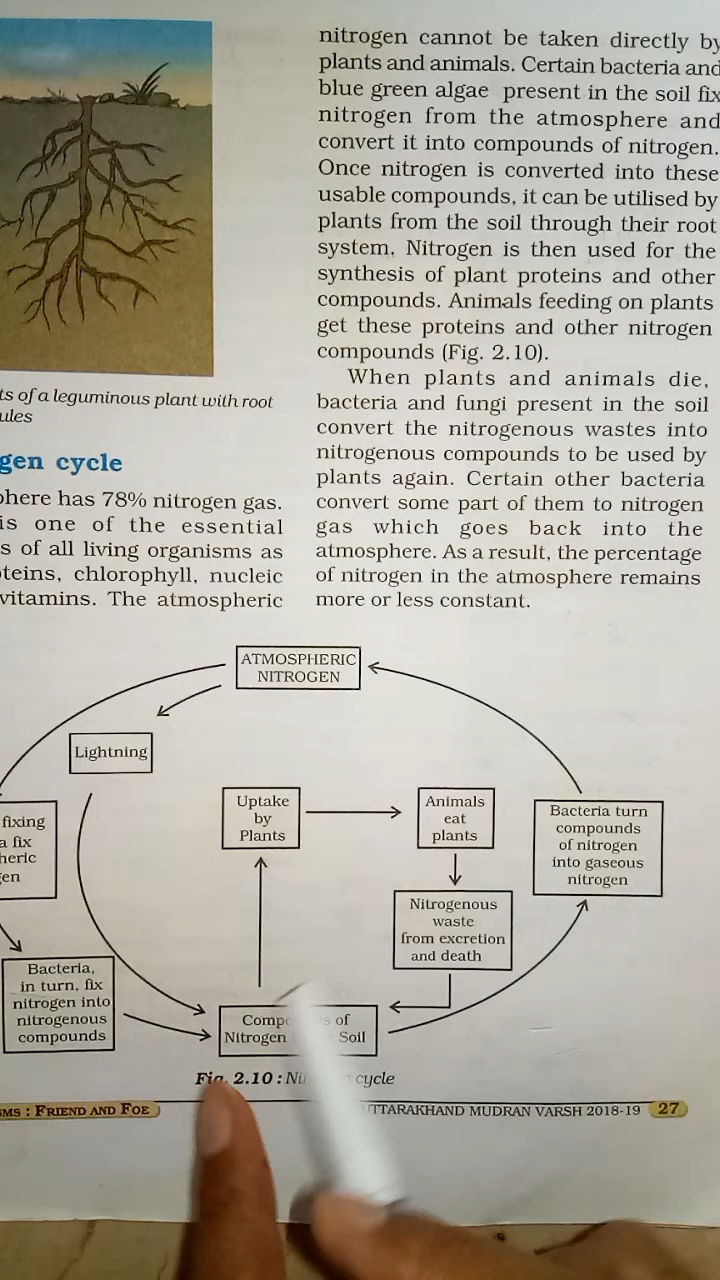 ts of a leguminous plant with root
ules
gen cycle
phere has 78% nitrogen gas.
is one of the essential
s of all living organisms as
teins, chlorophyll, nucleic
vitamins. The atmospheric
nitrogen cannot be taken directly by
plants and animals. Certain bacteria and
blue green algae present in the soil fix
nitrogen from the atmosphere and
convert it into compounds of nitrogen.
Once nitrogen is converted into these
usable compounds, it can be utilised by
plants from the soil through their root
system. Nitrogen is then used for the
synthesis of plant proteins and other
compounds. Animals feeding on plants
get these proteins and other nitrogen
compounds (Fig. 2.10).
When plants and animals die,
bacteria and fungi present in the soil
convert the nitrogenous wastes into
nitrogenous compounds to be used by
plants again. Certain other bacteria
convert some part of them to nitrogen
gas which goes back into the
atmosphere. As a result, the percentage
of nitrogen in the atmosphere remains
more or less constant.
ATMOSPHERIC
NITROGEN
Lightning
fixing
a fix
heric
en
Uptake
by
Plants
Animals
eat
plants
Bacteria turn
compounds
of nitrogen
into gaseous
nitrogen
Nitrogenous
waste
from excretion
and death
Bacteria,
in turn, fix
nitrogen into
nitrogenous
compounds
of
Nitrogen Soil
Fig. 2.10 : cycle
SMS : FRIEND AND FOE
UTTARAKHAND MUDRAN VARSH 2018-19 27